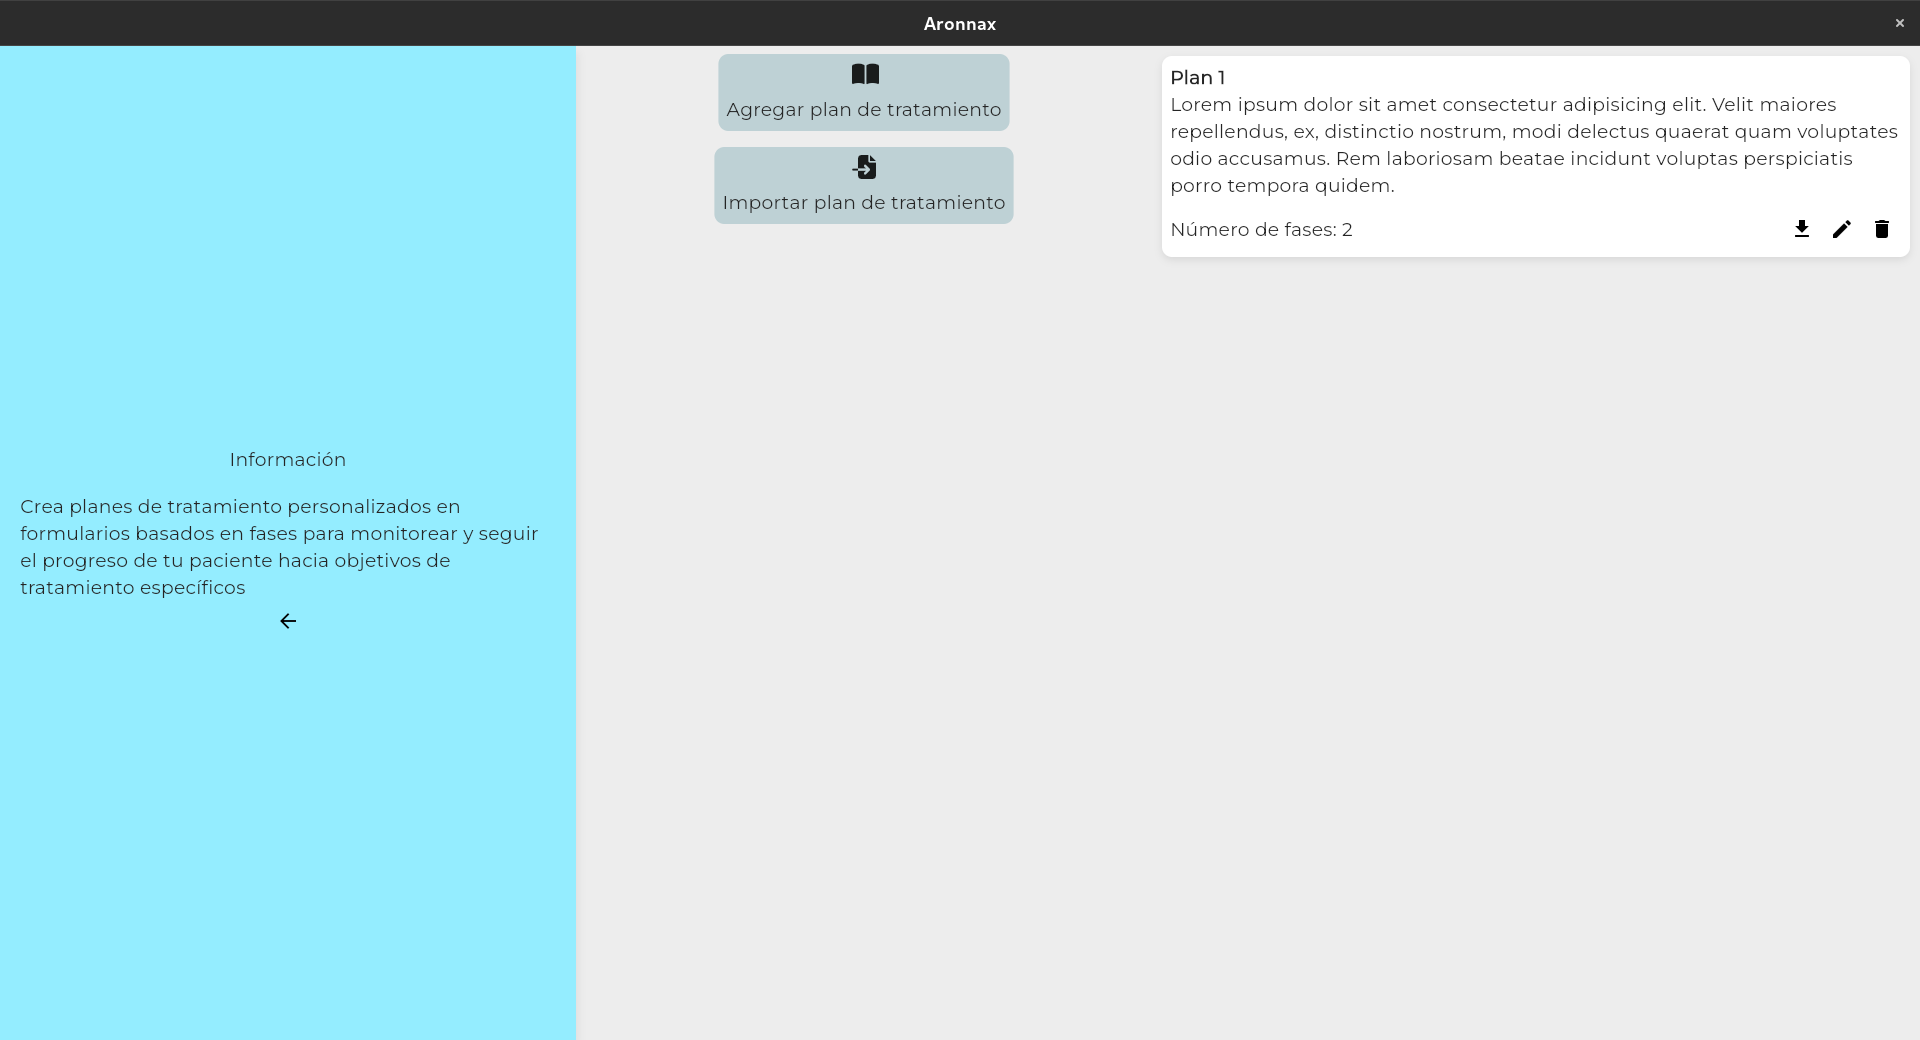 Aronnax
Información
Crea planes de tratamiento personalizados en
formularios basados en fases para monitorear y seguir
el progreso de tu paciente hacia objetivos de
tratamiento específicos
Agregar plan de tratamiento
Importar plan de tratamiento
Plan 1
Lorem ipsum dolor sit amet consectetur adipisicing elit. Velit maiores
repellendus, ex, distinctio nostrum, modi delectus quaerat quam voluptates
odio accusamus. Rem laboriosam beatae incidunt voluptas perspiciatis
porro tempora quidem.
Número de fases: 2